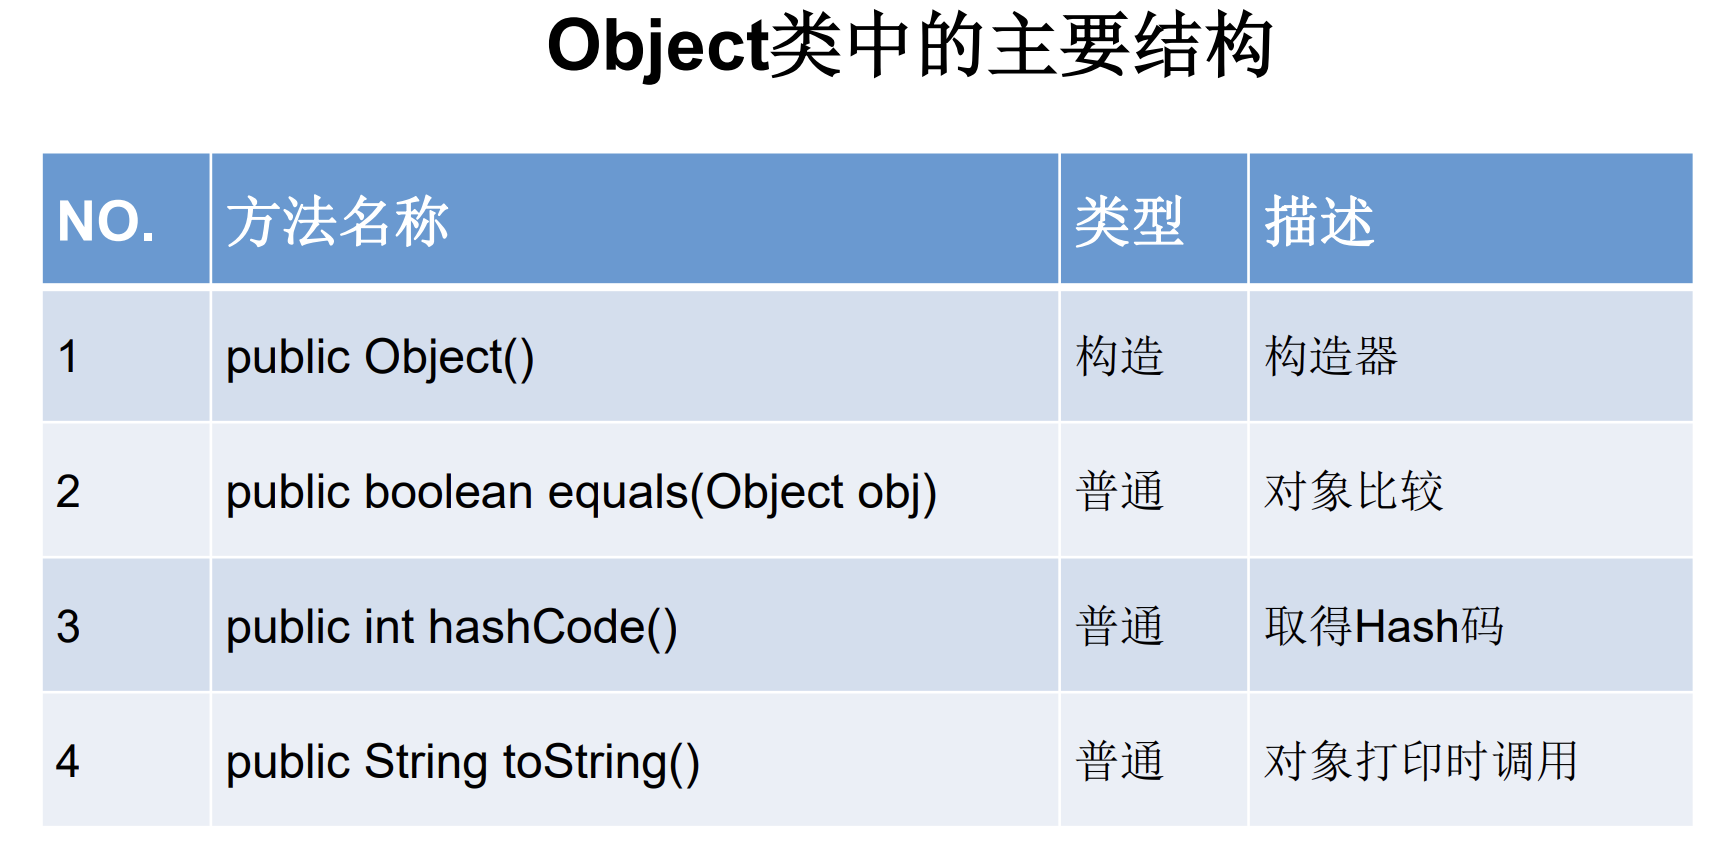 Object类中的主要结构
NO. 方法名称 类型 描述
1 public Object() 构造 构造器
2 public boolean equals(Object obj) 普通 对象比较
3 public int hashCode() 普通 取得Hash码
4 public String toString() 普通 对象打印时调用